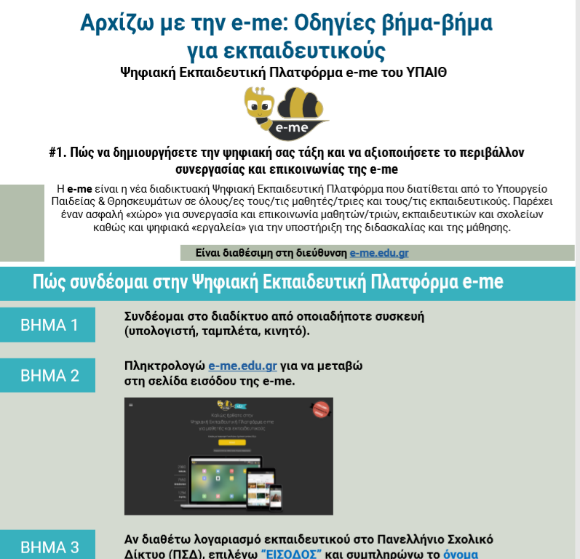 Αρχίζω με την e-me: Οδηγίες βήμα-βήμα
για εκπαιδευτικούς
Ψηφιακή Εκπαιδευτική Πλατφόρμα e-me του ΥΠΑΙΘ
e-me
#1. Πώς να δημιουργήσετε την ψηφιακή σας τάξη και να αξιοποιήσετε το περιβάλλον
συνεργασίας και επικοινωνίας της e-me
Η e-me είναι η νέα διαδικτυακή Ψηφιακή Εκπαιδευτική Πλατφόρμα που διατίθεται από το Υπουργείο
Παιδείας & Θρησκευμάτων σε όλους/ες τους/τις μαθητές/τριες και τους/τις εκπαιδευτικούς. Παρέχει
έναν ασφαλή «χώρο» για συνεργασία και επικοινωνία μαθητών/τριών, εκπαιδευτικών και σχολείων
καθώς και ψηφιακά «εργαλεία» για την υποστήριξη της διδασκαλίας και της μάθησης.
Είναι διαθέσιμη στη διεύθυνση e-me.edu.gr
Πώς συνδέομαι στην Ψηφιακή Εκπαιδευτική Πλατφόρμα e-me
ΒΗΜΑ 1
Συνδέομαι στο διαδίκτυο από οποιαδήποτε συσκευή
(υπολογιστή, ταμπλέτα, κινητό).
ΒΗΜΑ 2
Πληκτρολογώ e-me.edu.gr για να μεταβώ
στη σελίδα εισόδου της e-me.
ΒΗΜΑ 3
Αν διαθέτω λογαριασμό εκπαιδευτικού στο Πανελλήνιο Σχολικό
Δίκτυο (ΠΣΔ), επιλέγω "ΕΙΣΟΔΟΣ" και συμπληρώνω το όνομα